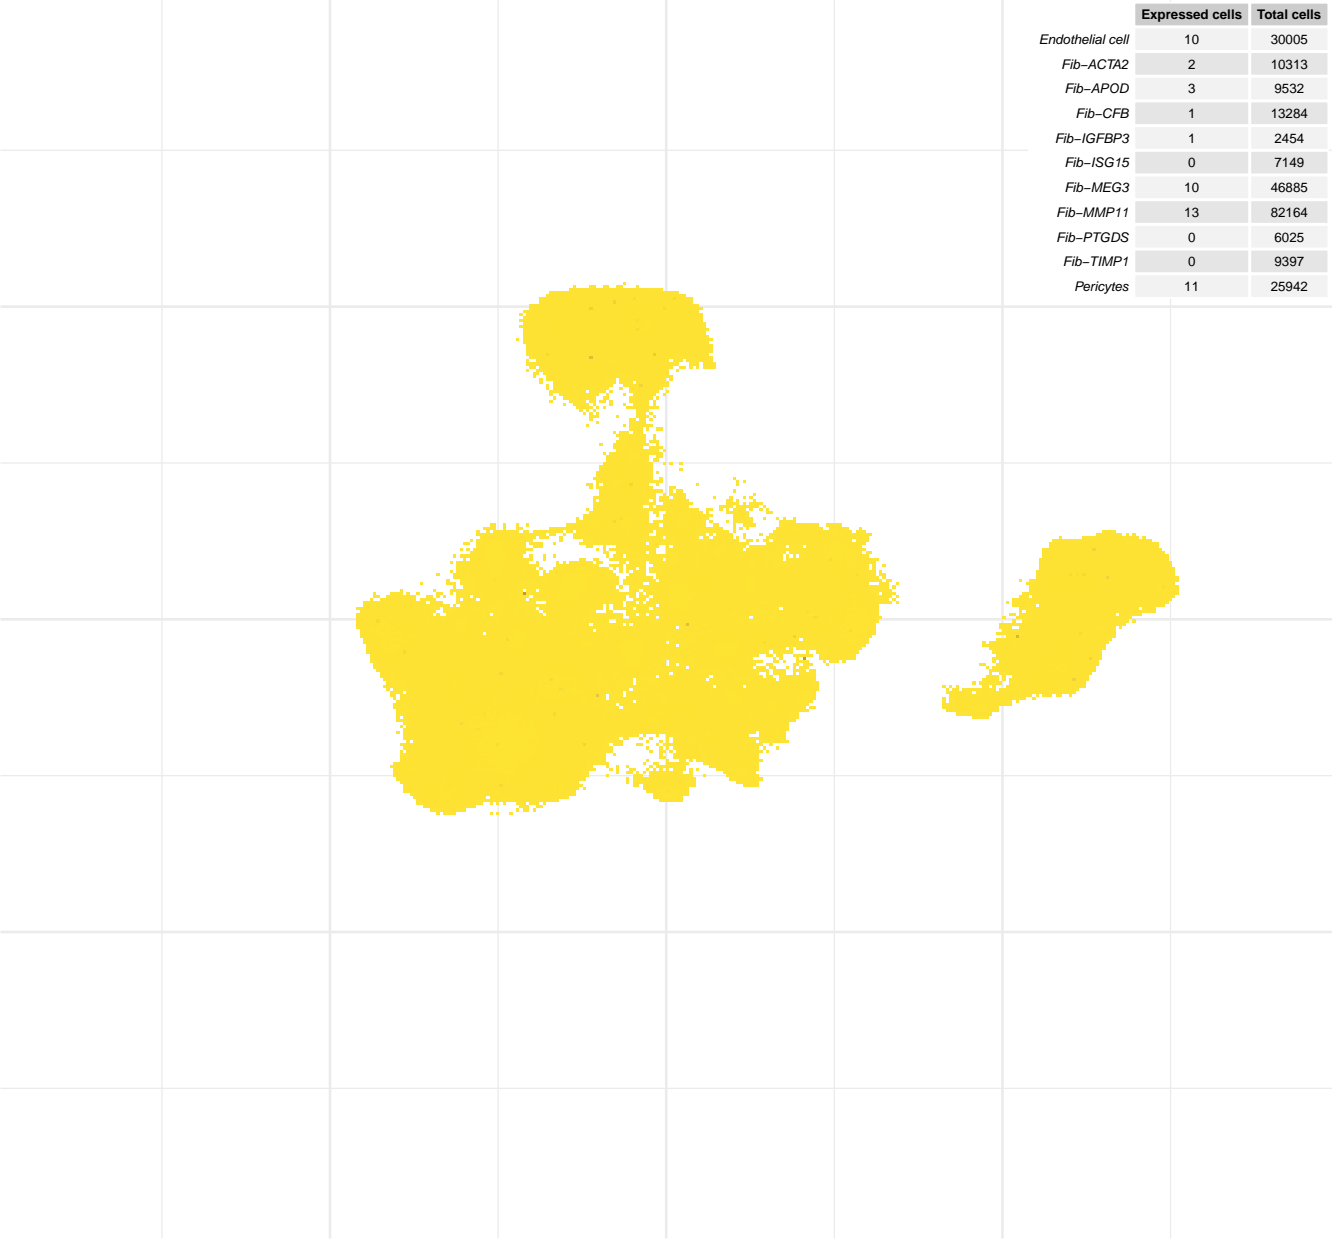 Expressed cells Total cells
Endothelial cell 10 30005
Fib−ACTA2 2 10313
Fib−APOD 3 9532
Fib−CFB 1 13284
Fib−IGFBP3 1 2454
Fib−ISG15 0 7149
Fib−MEG3 10 46885
Fib−MMP11 13 82164
Fib−PTGDS 0 6025
Fib−TIMP1 0 9397
Pericytes 11 25942